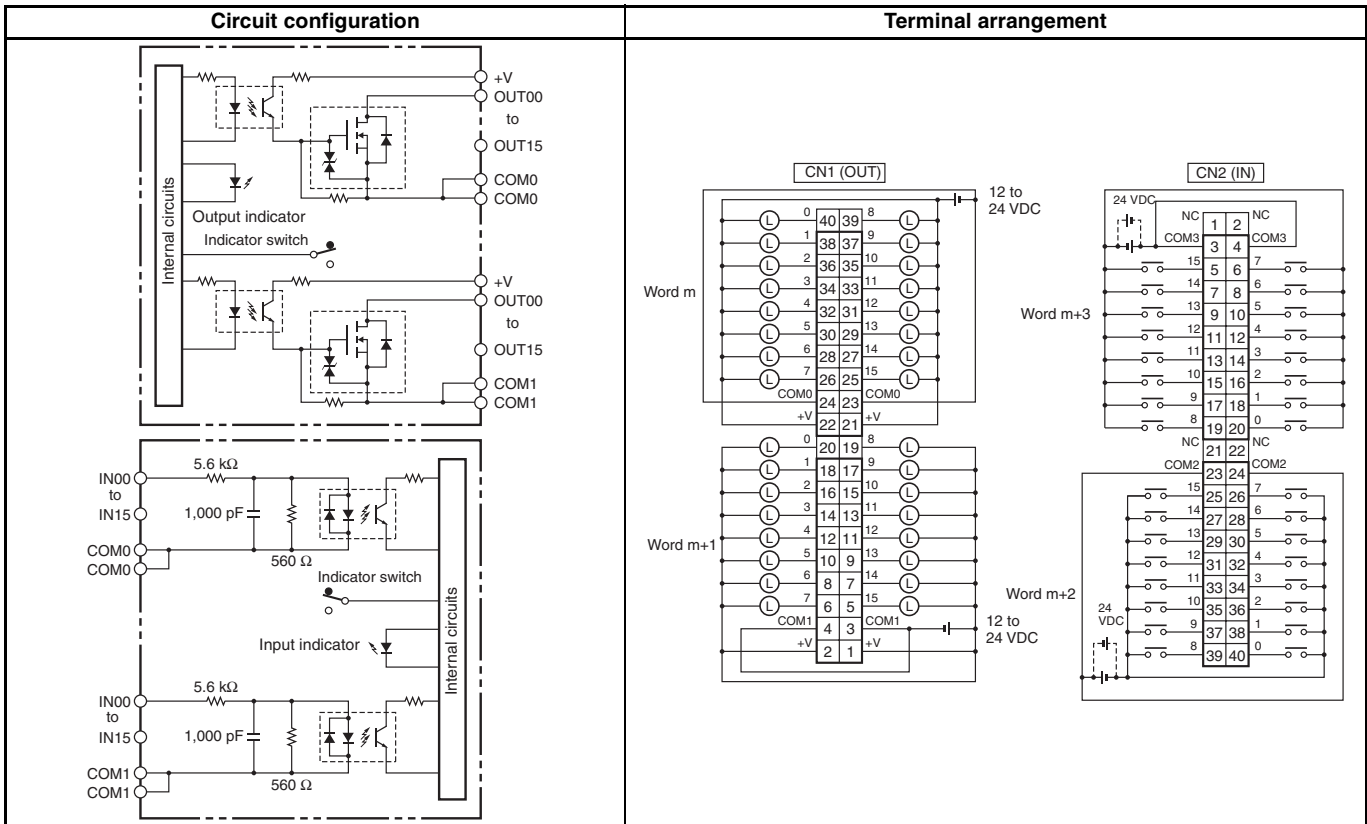 Circuit configuration
Terminal arrangement
+V
OUT00
to
OUT15
COM0
COM0
Internal circuits
Output indicator
Indicator switch
+V
OUT00
to
OUT15
COM1
COM1
5.6 kΩ
IN00
to
IN15
1,000 pF
COM0
COM0
560 Ω
Indicator switch
Input indicator
Internal circuits
5.6 kΩ
IN00
to
IN15
1,000 pF
COM1
COM1
560 Ω
CN1 (OUT)
12 to
24 VDC
L 0 40 39 8 L
L 1 38 37 9 L
L 2 36 35 10 L
L 3 34 33 11 L
Word m
L 4 32 31 12 L
L 5 30 29 13 L
L 6 28 27 14 L
L 7 26 25 15 L
COM0 24 23 COM0
+V 22 21 +V
L 0 20 19 8 L
L 1 18 17 9 L
L 2 16 15 10 L
L 3 14 13 11 L
Word m+1
L 4 12 11 12 L
L 5 10 9 13 L
L 6 8 7 14 L
L 7 6 5 15 L
COM1 4 3 COM1
12 to
24 VDC
+V 2 1 +V
CN2 (IN)
24 VDC
NC 1 2 NC
COM3 3 4 COM3
15 5 6 7
14 7 8 6
Word m+3
13 9 10 5
12 11 12 4
11 13 14 3
10 15 16 2
9 17 18 1
8 19 20 0
NC 21 22 NC
COM2 23 24 COM2
15 25 26 7
14 27 28 6
13 29 30 5
12 31 32 4
Word m+2
11 33 34 3
10 35 36 2
24
VDC
9 37 38 1
8 39 40 0